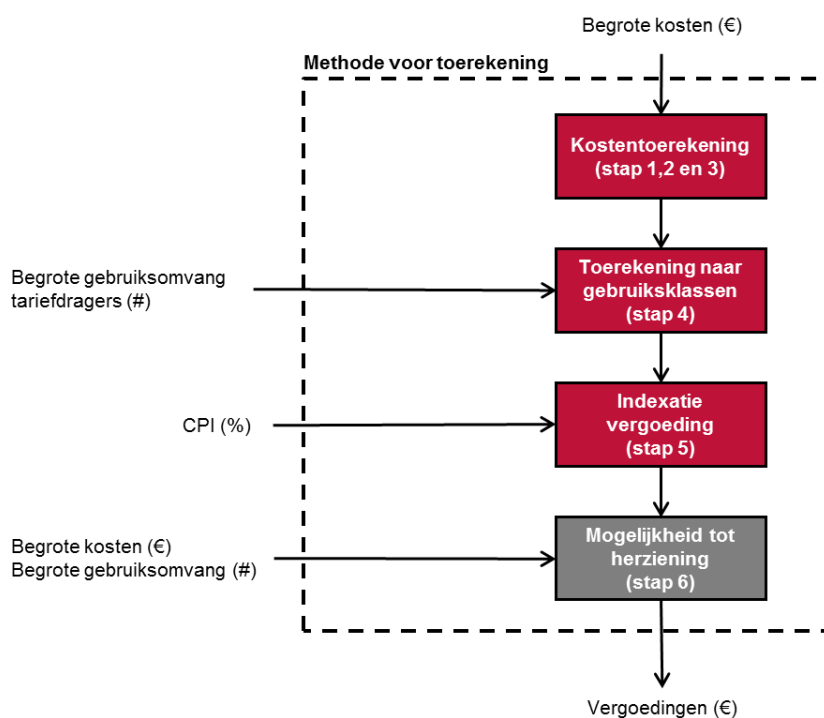 Begrote kosten (€)
Methode voor toerekening
Kostentoerekening
(stap 1,2 en 3)
Begrote gebruiksomvang
tariefdragers (#)
Toerekening naar
gebruiksklassen
(stap 4)
CPI (%)
Indexatie
vergoeding
(stap 5)
Begrote kosten (€)
Begrote gebruiksomvang (#)
Mogelijkheid tot
herziening
(stap 6)
Vergoedingen (€)